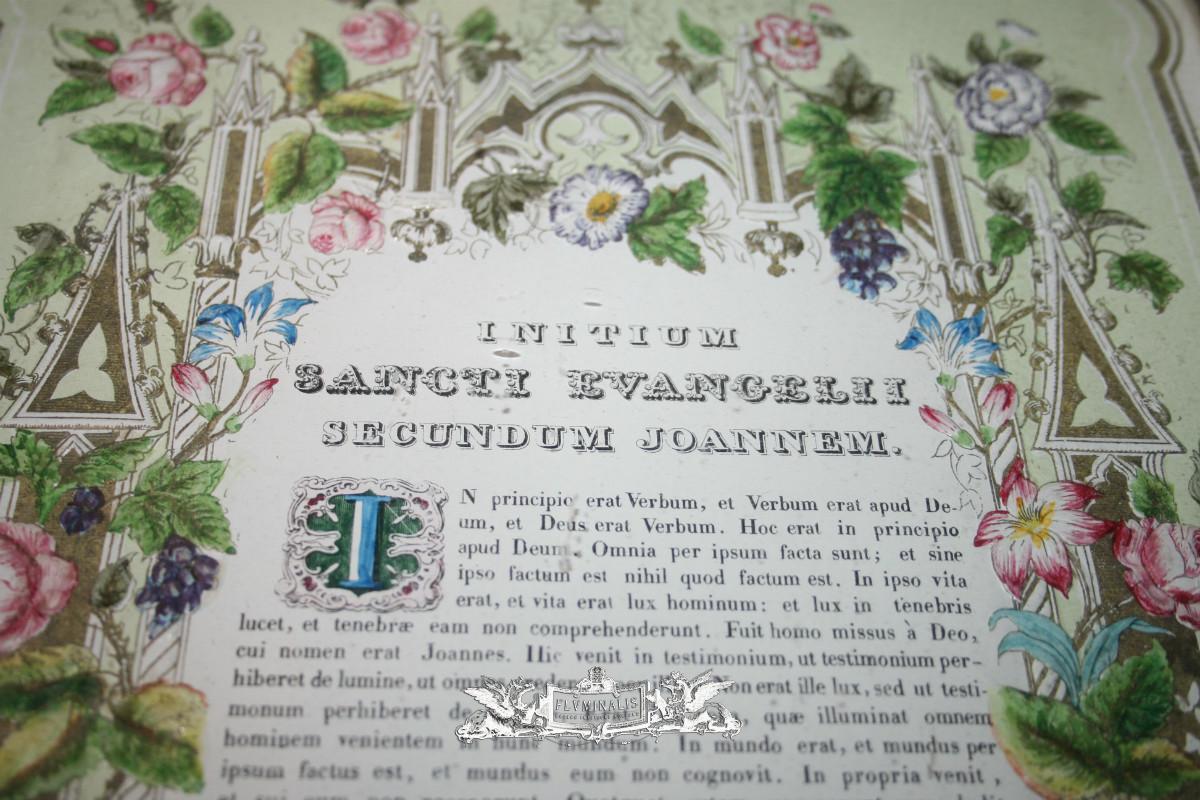 INITIUM
SANCTI EVANGELII
SECUNDUM JOANNEM.
IN principio erat Verbum, et Verbum erat apud De-
um, et Deus erat Verbum. Hoc erat in principio
apud Deum. Omnia per ipsum facta sunt; et sine
ipso factum est nihil quod factum est. In ipso vita
erat, et vita erat lux hominum: et lux in tenebris
lucet, et tenebræ eam non comprehenderunt. Fuit homo missus à Deo,
cui nomen erat Joannes. Hic venit in testimonium, ut testimonium per-
hiberet de lumine, ut Non erat ille lux, sed ut testi-
monum perhiberet quæ illuminat omnem
hominem venientem in hunc mundum: In mundo erat, et mundus per
ipsum factus est, et mundus eum non cognovit. In propria venit,
FLVMINALIS